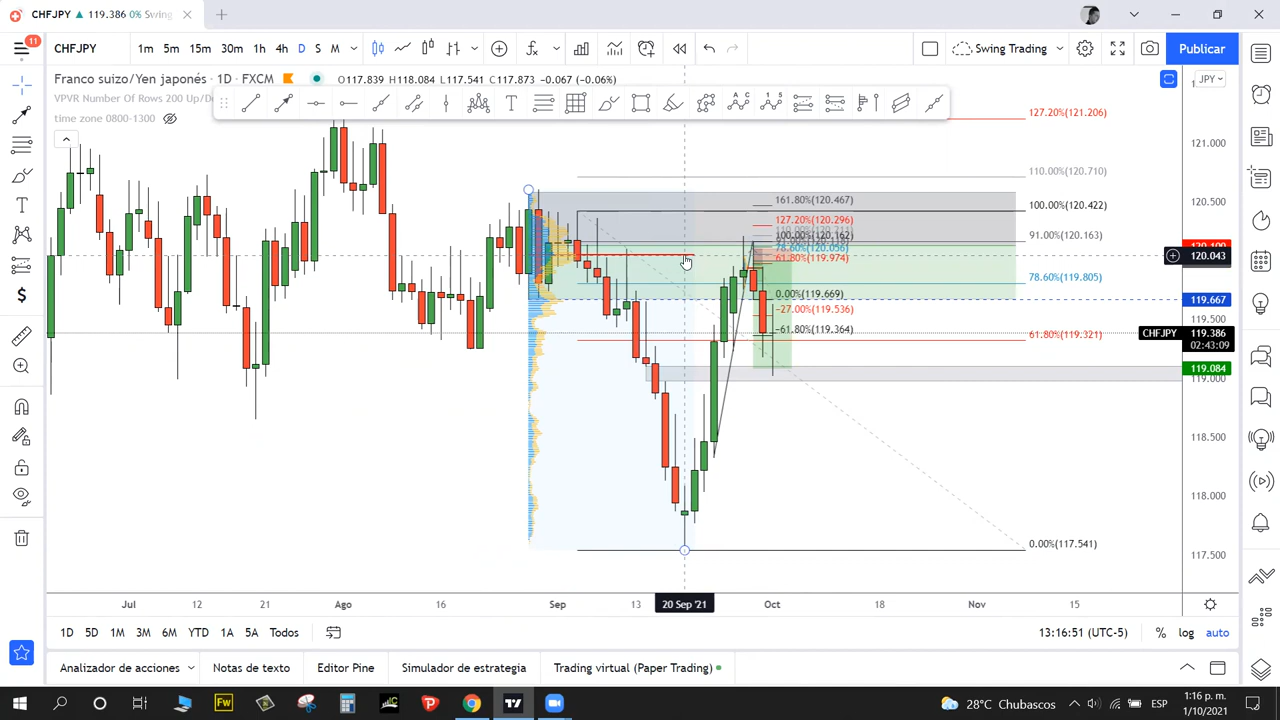 CHFJPY ▲ 119.386 0% Swing
11
CHFJPY
1m 5m 15m 30m 1h 4h D S M
Swing Trading
Publicar
Franco suizo/Yen japonés · 1D · FXCM
O117.839 H118.084 L117.541 C117.873 -0.067 (-0.06%)
JPY
VPVR Number Of Rows 200 Up/D
time zone 0800-1300
127.20%(121.206)
121.000
110.00%(120.710)
161.80%(120.467)
100.00%(120.422)
120.500
127.20%(120.296)
100.00%(120.162)
91.00%(120.163)
78.60%(120.056)
120.043
61.80%(119.974)
78.60%(119.805)
0.00%(119.669)
119.667
-27.00%(119.536)
119.500
-61.80%(119.364)
61.80%(119.321)
CHFJPY
119.386
02:43:09
119.084
119.000
118.500
118.000
0.00%(117.541)
117.500
Jul 12 21 Ago 16 Sep 13 20 Sep '21 Oct 18 Nov 15
1D 5D 1M 3M 6M YTD 1A 5A Todos
13:16:51 (UTC-5) % log auto
Analizador de acciones Notas de texto Editor Pine Simulador de estrategia Trading virtual (Paper Trading)
Fw
28°C Chubascos
ESP
1:16 p. m.
1/10/2021